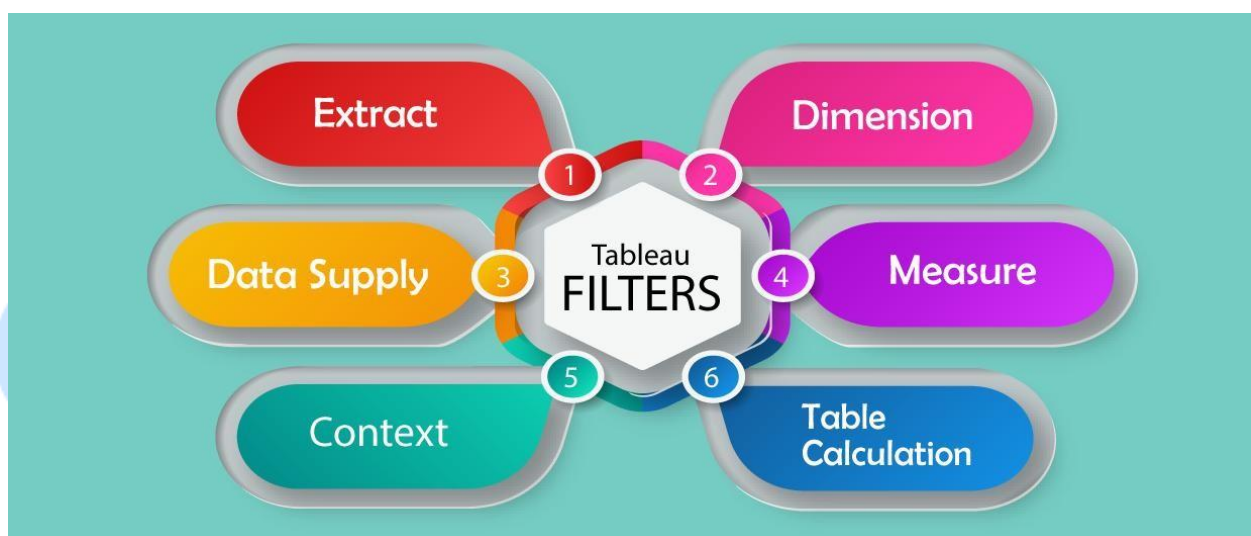 Extract
1
Dimension
2
Data Supply
3
Tableau
FILTERS
4
Measure
Context
5
6
Table
Calculation